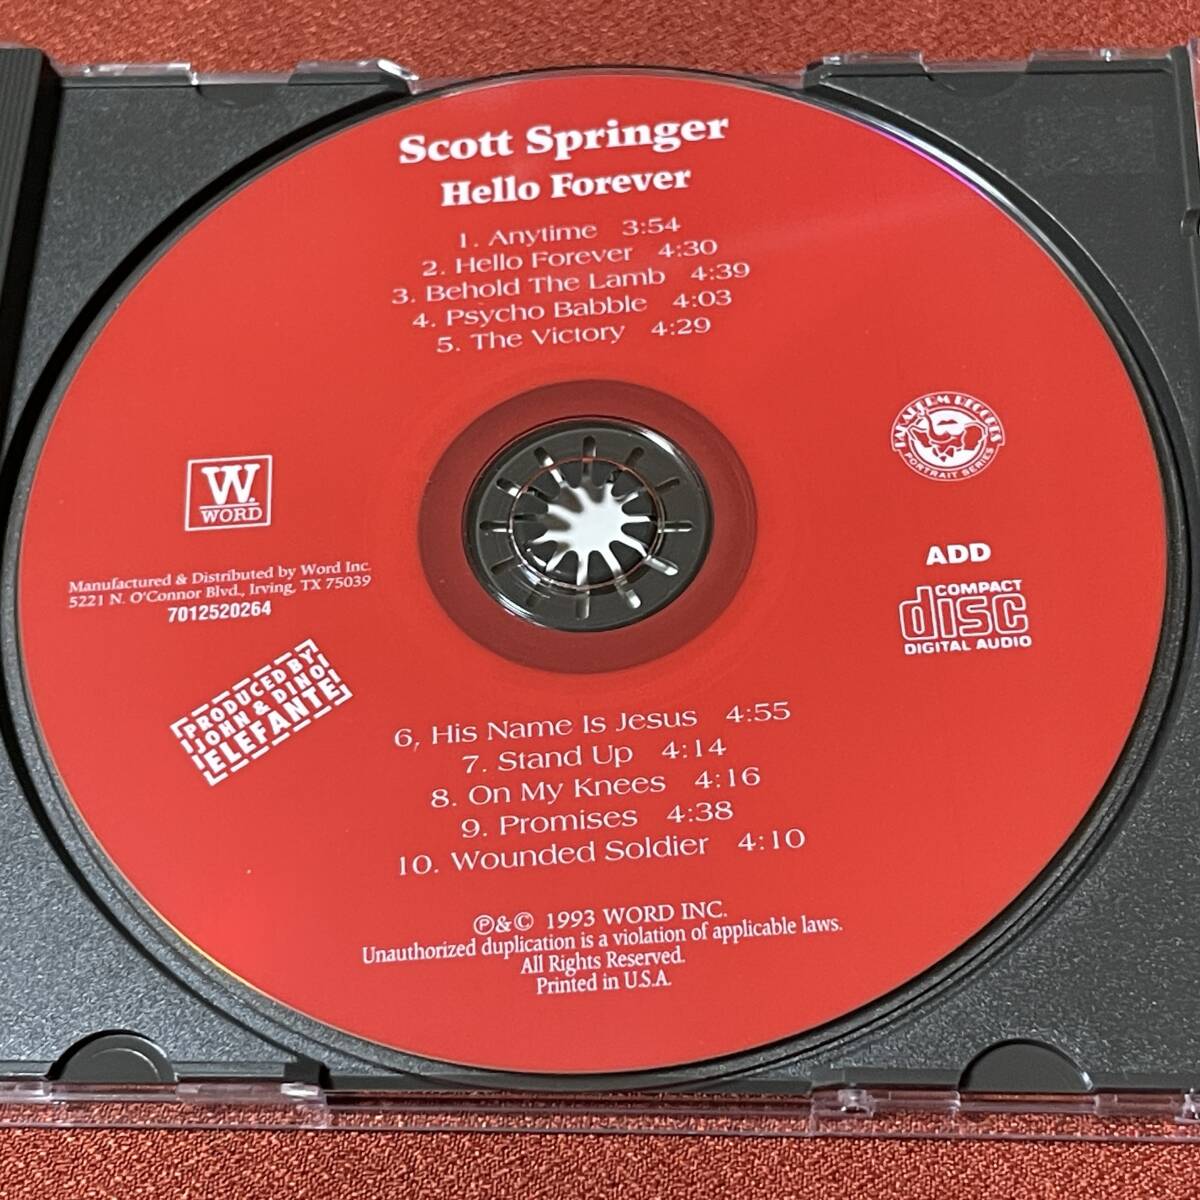 Scott Springer
Hello Forever
1. Anytime 3:54
2. Hello Forever 4:30
3. Behold The Lamb 4:39
4. Psycho Babble 4:03
5. The Victory 4:29
RECORDS
PORTRAIT SERIES
W.
WORD
Manufactured & Distributed by Word Inc.
5221 N. O'Connor Blvd., Irving, TX 75039
7012520264
ADD
COMPACT
disc
DIGITAL AUDIO
PRODUCED BY
JOHN & DINO
ELEFANTE
6, His Name Is Jesus 4:55
7. Stand Up 4:14
8. On My Knees 4:16
9. Promises 4:38
10. Wounded Soldier 4:10
℗&© 1993 WORD INC.
Unauthorized duplication is a violation of applicable laws.
All Rights Reserved.
Printed in U.S.A.